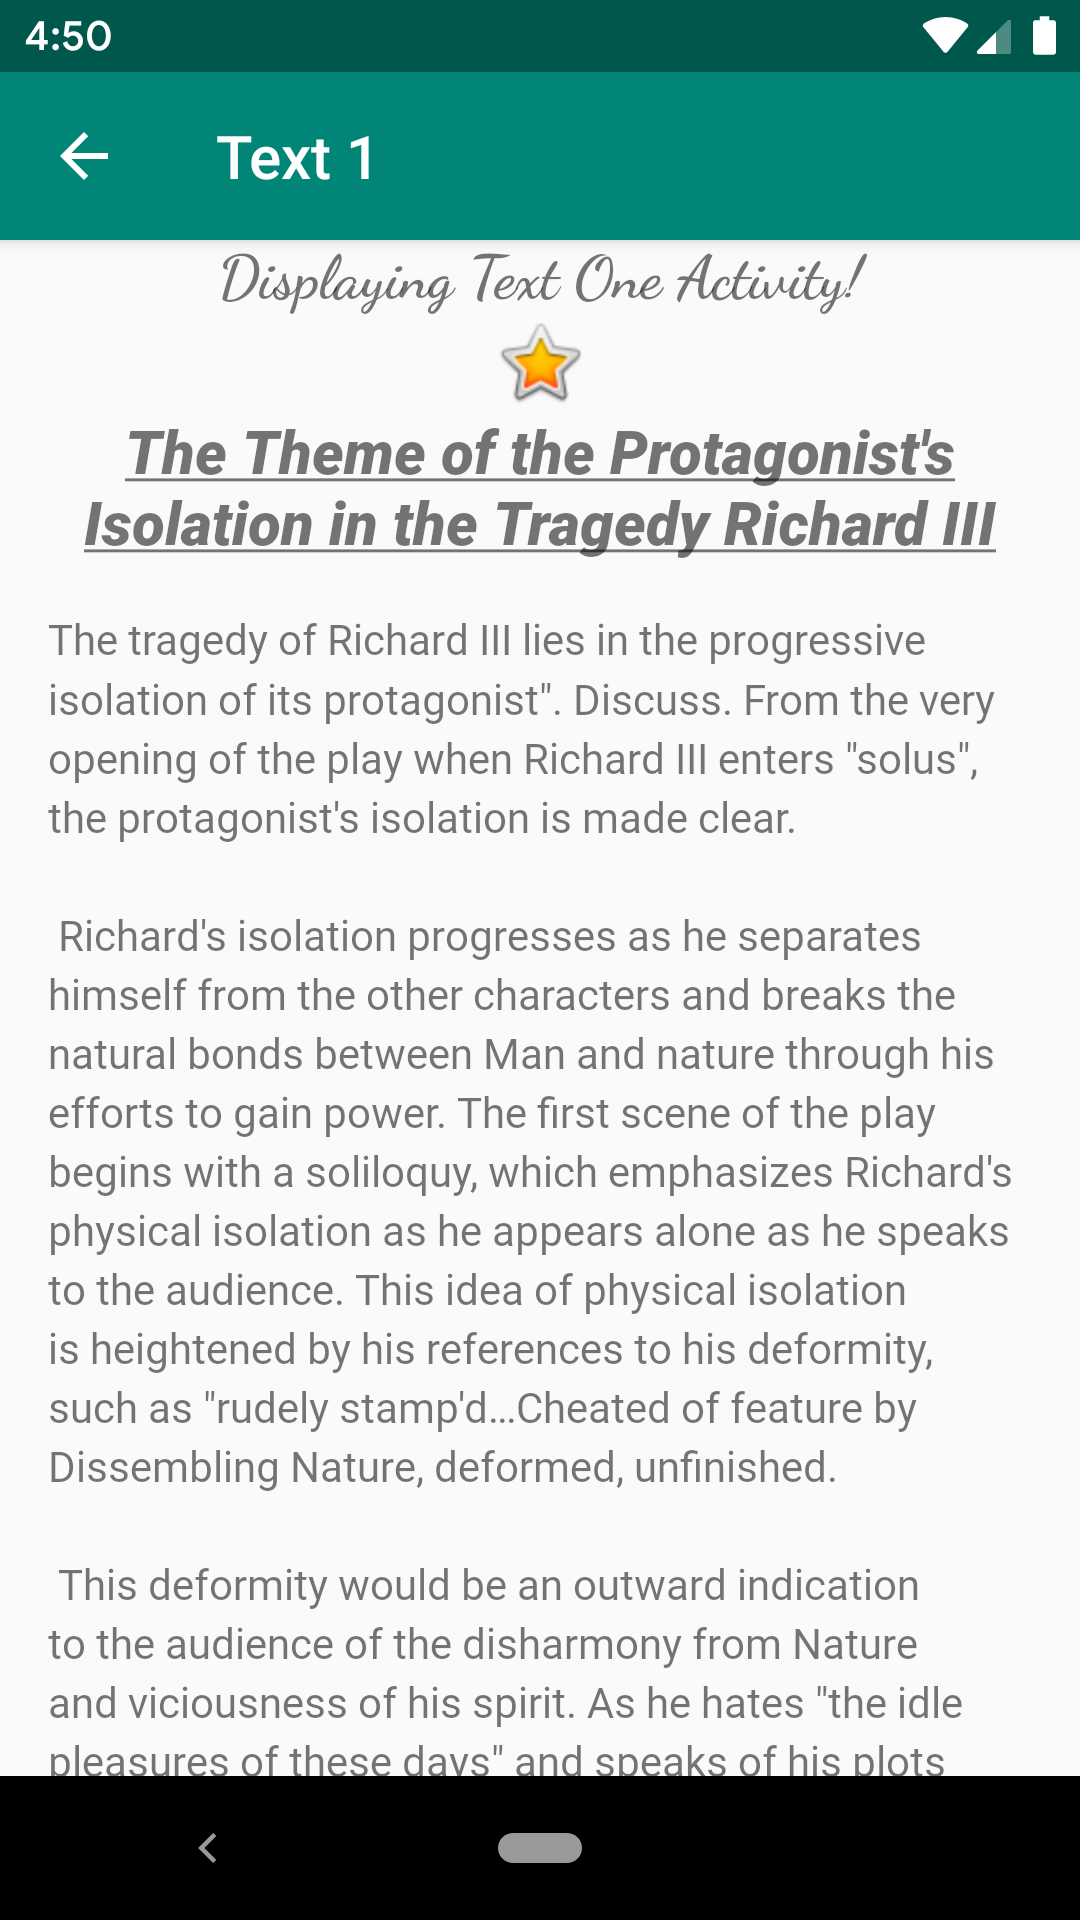 4:50
Text 1
Displaying Text One Activity!
The Theme of the Protagonist's
Isolation in the Tragedy Richard III
The tragedy of Richard III lies in the progressive
isolation of its protagonist". Discuss. From the very
opening of the play when Richard III enters "solus",
the protagonist's isolation is made clear.
Richard's isolation progresses as he separates
himself from the other characters and breaks the
natural bonds between Man and nature through his
efforts to gain power. The first scene of the play
begins with a soliloquy, which emphasizes Richard's
physical isolation as he appears alone as he speaks
to the audience. This idea of physical isolation
is heightened by his references to his deformity,
such as "rudely stamp'd…Cheated of feature by
Dissembling Nature, deformed, unfinished.
This deformity would be an outward indication
to the audience of the disharmony from Nature
and viciousness of his spirit. As he hates "the idle
pleasures of these days" and speaks of his plots